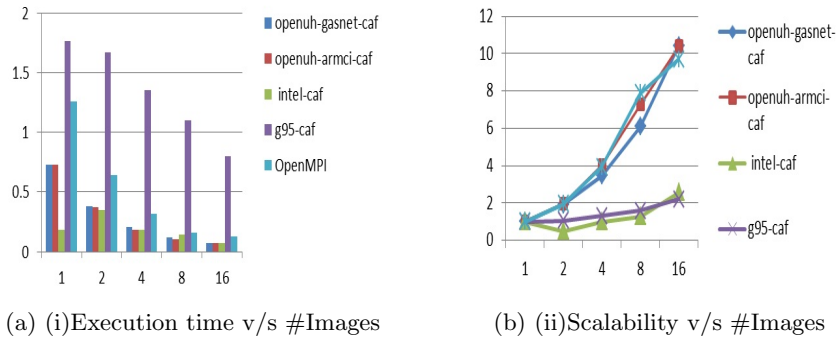 2
1.5
1
0.5
0
1 2 4 8 16
openuh-gasnet-caf
openuh-armci-caf
intel-caf
g95-caf
OpenMPI
(a) (i)Execution time v/s #Images
12
10
8
6
4
2
0
1 2 4 8 16
openuh-gasnet-
caf
openuh-armci-
caf
intel-caf
g95-caf
(b) (ii)Scalability v/s #Images